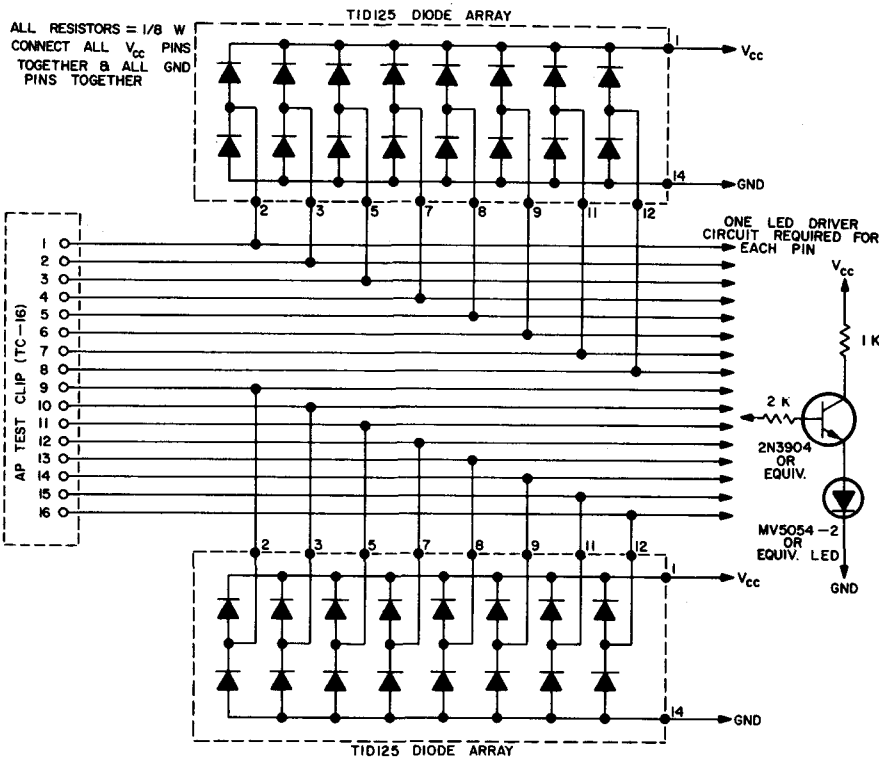 TID125 DIODE ARRAY
ALL RESISTORS = 1/8 W
CONNECT ALL Vcc PINS
TOGETHER & ALL GND
PINS TOGETHER
1
Vcc
14
GND
2 3 5 7 8 9 11 12
AP TEST CLIP (TC-16)
1
2
3
4
5
6
7
8
9
10
11
12
13
14
15
16
ONE LED DRIVER
CIRCUIT REQUIRED FOR
EACH PIN
Vcc
1K
2 K
2N3904
OR
EQUIV.
MV5054-2
OR
EQUIV. LED
GND
2 3 5 7 8 9 11 12
1
Vcc
14
GND
TID125 DIODE ARRAY